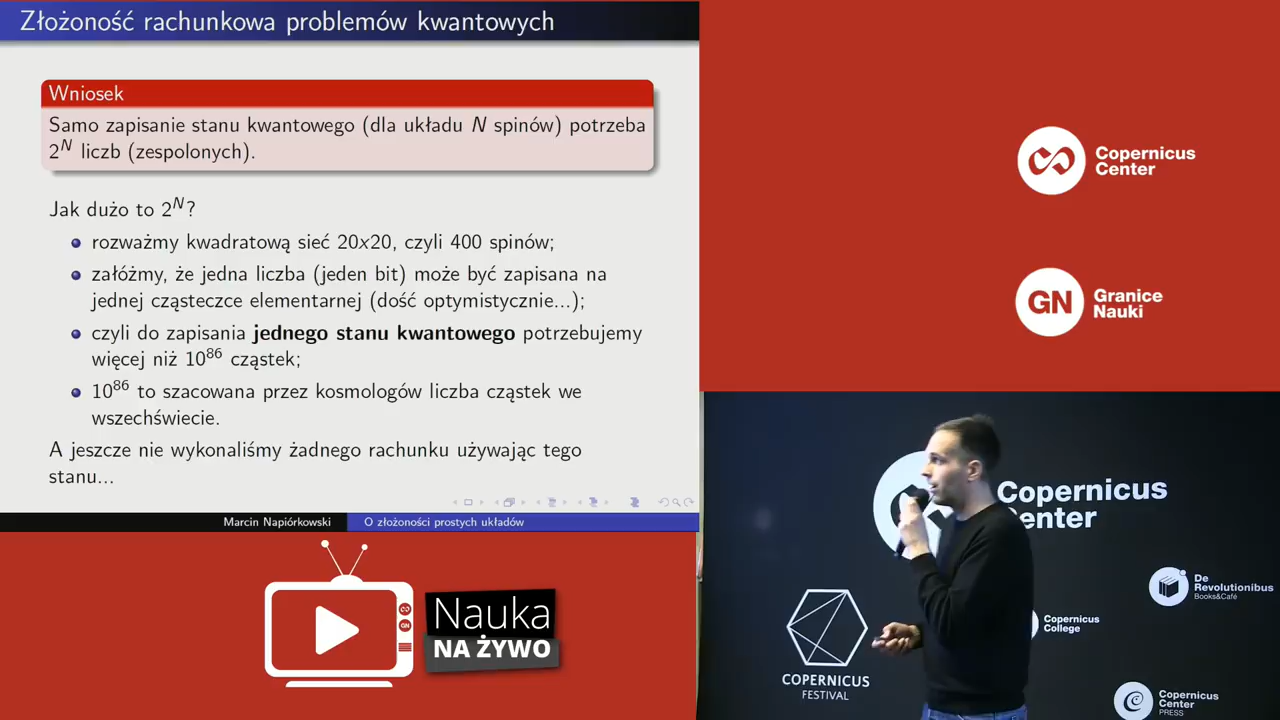 Złożoność rachunkowa problemów kwantowych
Wniosek
Samo zapisanie stanu kwantowego (dla układu N spinów) potrzeba
2^N liczb (zespolonych).
Jak dużo to 2^N?
rozważmy kwadratową sieć 20x20, czyli 400 spinów;
załóżmy, że jedna liczba (jeden bit) może być zapisana na
jednej cząsteczce elementarnej (dość optymistycznie...);
czyli do zapisania jednego stanu kwantowego potrzebujemy
więcej niż 10^86 cząstek;
10^86 to szacowana przez kosmologów liczba cząstek we
wszechświecie.
A jeszcze nie wykonaliśmy żadnego rachunku używając tego
stanu...
Marcin Napiórkowski
O złożoności prostych układów
Nauka
NA ŻYWO
Copernicus
Center
GN
Granice
Nauki
Copernicus
Center
De
Revolutionibus
Books&Café
Copernicus
College
COPERNICUS
FESTIVAL
Copernicus
Center
PRESS